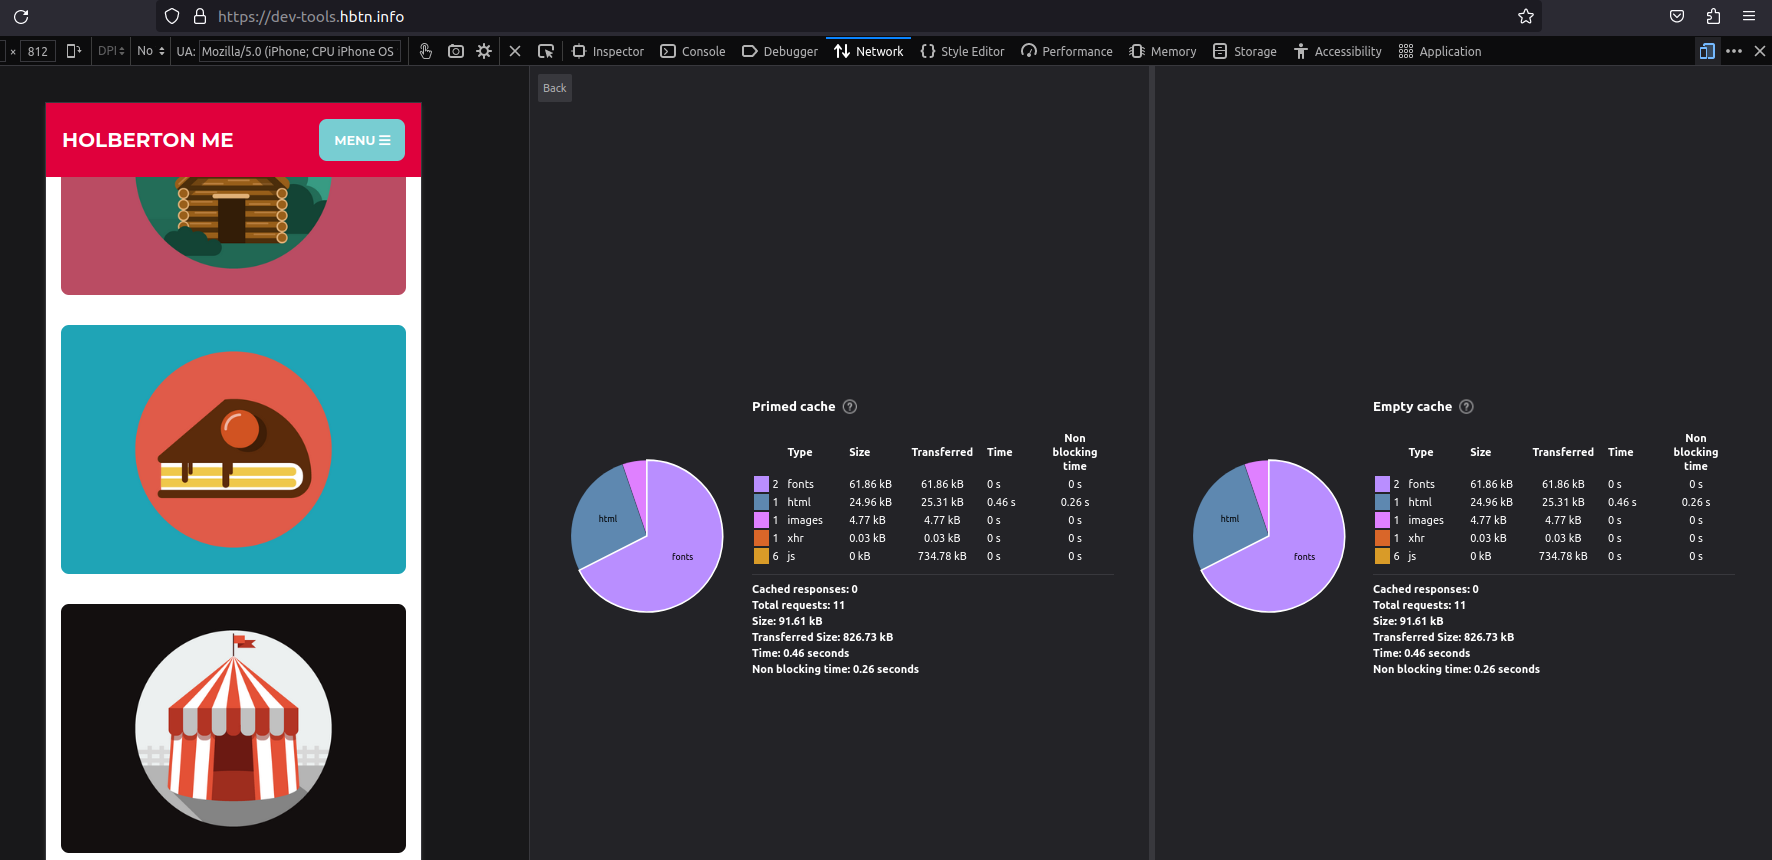 https://dev-tools.hbtn.info
× 812 DPI No UA: Mozilla/5.0 (iPhone; CPU iPhone OS
Inspector Console Debugger Network Style Editor Performance Memory Storage Accessibility Application
Back
HOLBERTON ME
MENU
Primed cache ?
Type Size Transferred Time Non blocking time
2 fonts 61.86 kB 61.86 kB 0 s 0 s
1 html 24.96 kB 25.31 kB 0.46 s 0.26 s
1 images 4.77 kB 4.77 kB 0 s 0 s
1 xhr 0.03 kB 0.03 kB 0 s 0 s
6 js 0 kB 734.78 kB 0 s 0 s
html
fonts
Cached responses: 0
Total requests: 11
Size: 91.61 kB
Transferred Size: 826.73 kB
Time: 0.46 seconds
Non blocking time: 0.26 seconds
Empty cache ?
Type Size Transferred Time Non blocking time
2 fonts 61.86 kB 61.86 kB 0 s 0 s
1 html 24.96 kB 25.31 kB 0.46 s 0.26 s
1 images 4.77 kB 4.77 kB 0 s 0 s
1 xhr 0.03 kB 0.03 kB 0 s 0 s
6 js 0 kB 734.78 kB 0 s 0 s
html
fonts
Cached responses: 0
Total requests: 11
Size: 91.61 kB
Transferred Size: 826.73 kB
Time: 0.46 seconds
Non blocking time: 0.26 seconds